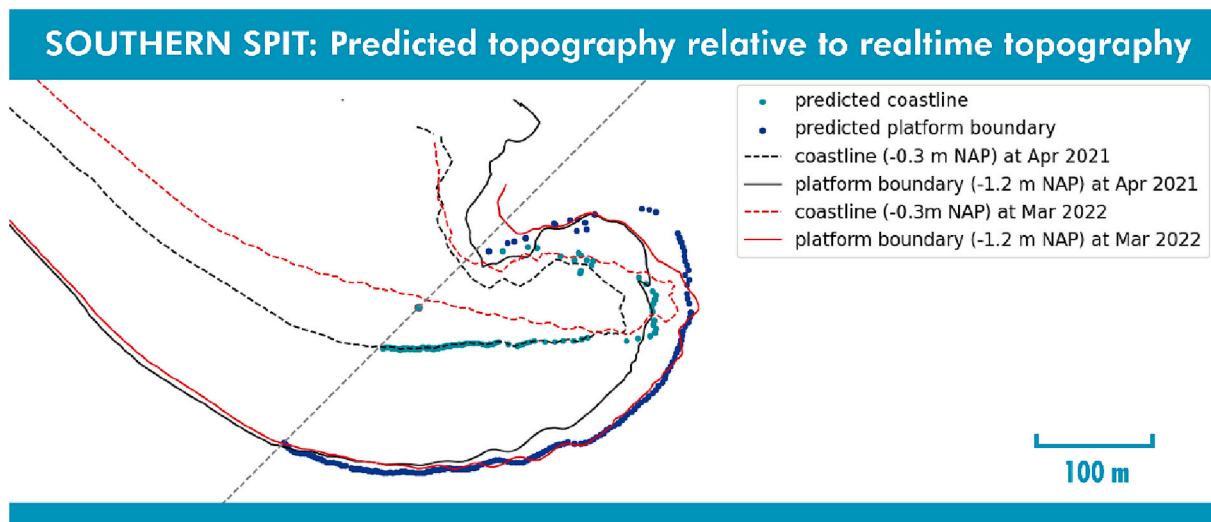 SOUTHERN SPIT: Predicted topography relative to realtime topography
predicted coastline
predicted platform boundary
coastline (-0.3 m NAP) at Apr 2021
platform boundary (-1.2 m NAP) at Apr 2021
coastline (-0.3m NAP) at Mar 2022
platform boundary (-1.2 m NAP) at Mar 2022
100 m